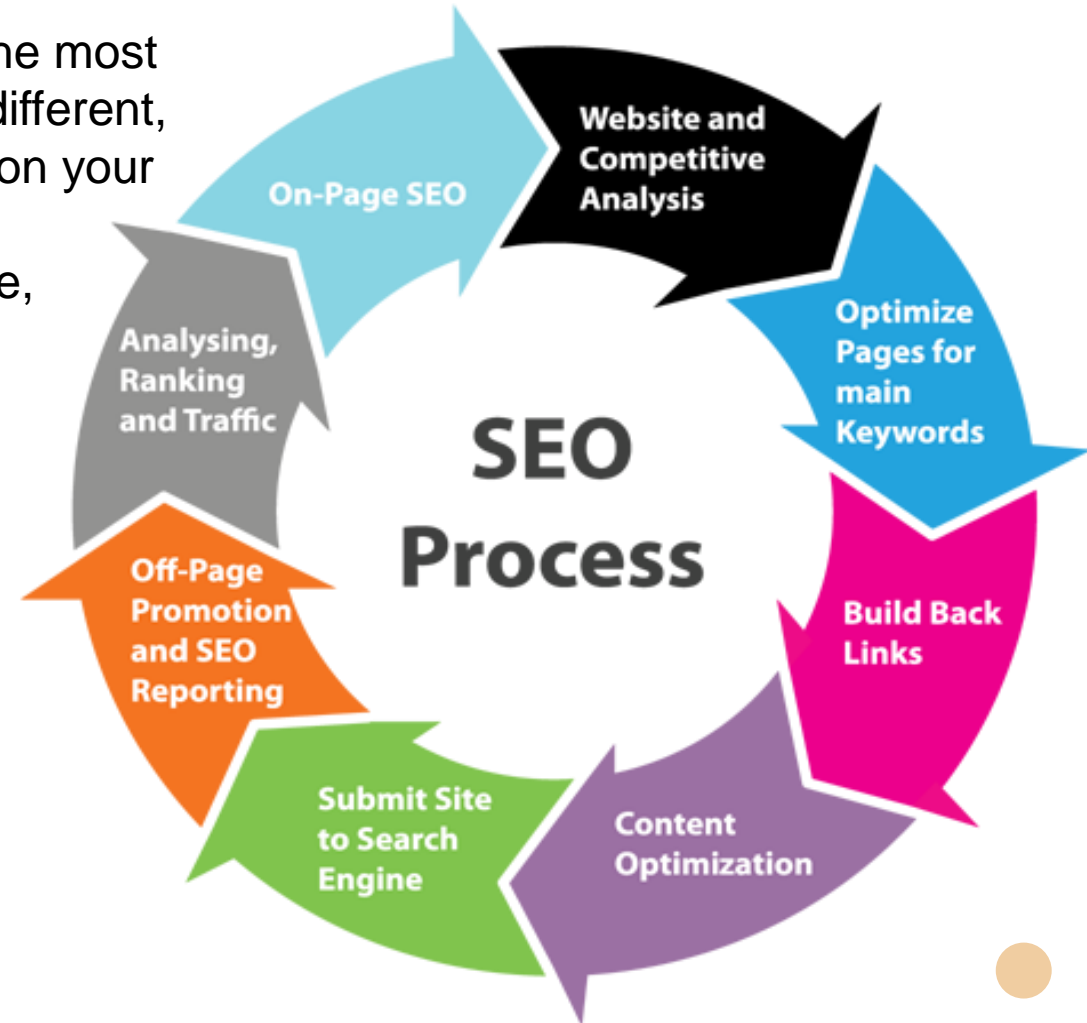 he most
different,
on your
e,
On-Page SEO
Website and
Competitive
Analysis
Optimize
Pages for
main
Keywords
Build Back
Links
Content
Optimization
Submit Site
to Search
Engine
Off-Page
Promotion
and SEO
Reporting
Analysing,
Ranking
and Traffic
SEO
Process